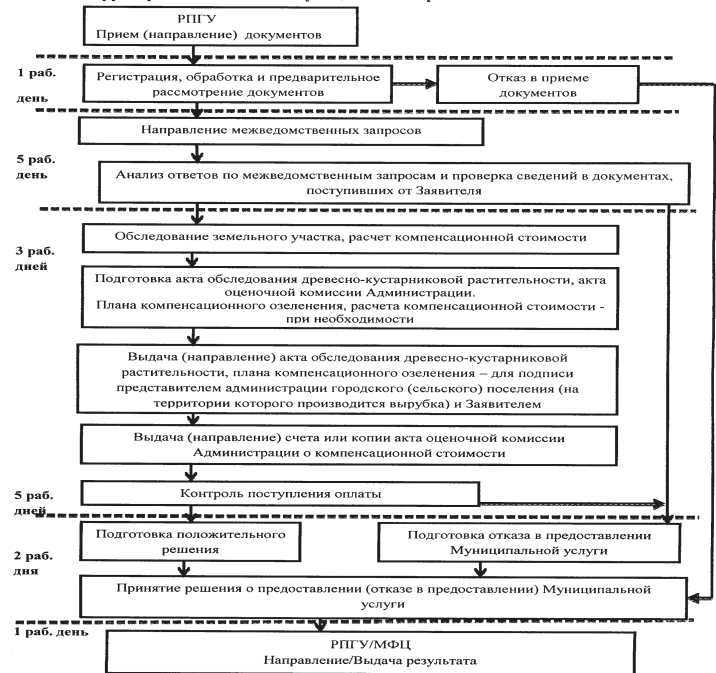 РПГУ
Прием (направление) документов
1 раб.
день
Регистрация, обработка и предварительное
рассмотрение документов
Отказ в приеме
документов
Направление межведомственных запросов
5 раб.
день
Анализ ответов по межведомственным запросам и проверка сведений в документах,
поступивших от Заявителя
3 раб.
дней
Обследование земельного участка, расчет компенсационной стоимости
Подготовка акта обследования древесно-кустарниковой растительности, акта
оценочной комиссии Администрации.
Плана компенсационного озеленения, расчета компенсационной стоимости -
при необходимости
Выдача (направление) акта обследования древесно-кустарниковой
растительности, плана компенсационного озеленения – для подписи
представителем администрации городского (сельского) поселения (на
территории которого производится вырубка) и Заявителем
Выдача (направление) счета или копии акта оценочной комиссии
Администрации о компенсационной стоимости
5 раб.
дней
Контроль поступления оплаты
Подготовка положительного
решения
Подготовка отказа в предоставлении
Муниципальной услуги
2 раб.
дня
Принятие решения о предоставлении (отказе в предоставлении) Муниципальной
услуги
1 раб. день
РПГУ/МФЦ
Направление/Выдача результата